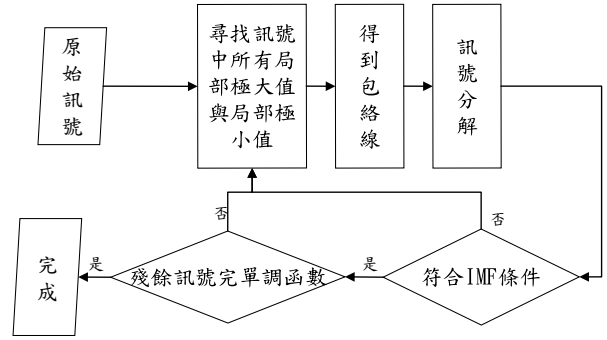 原
始
訊
號
尋找訊號
中所有局
部極大值
與局部極
小值
得
到
包
絡
線
訊
號
分
解
否
否
完
成
是
殘餘訊號完單調函數
是
符合IMF條件